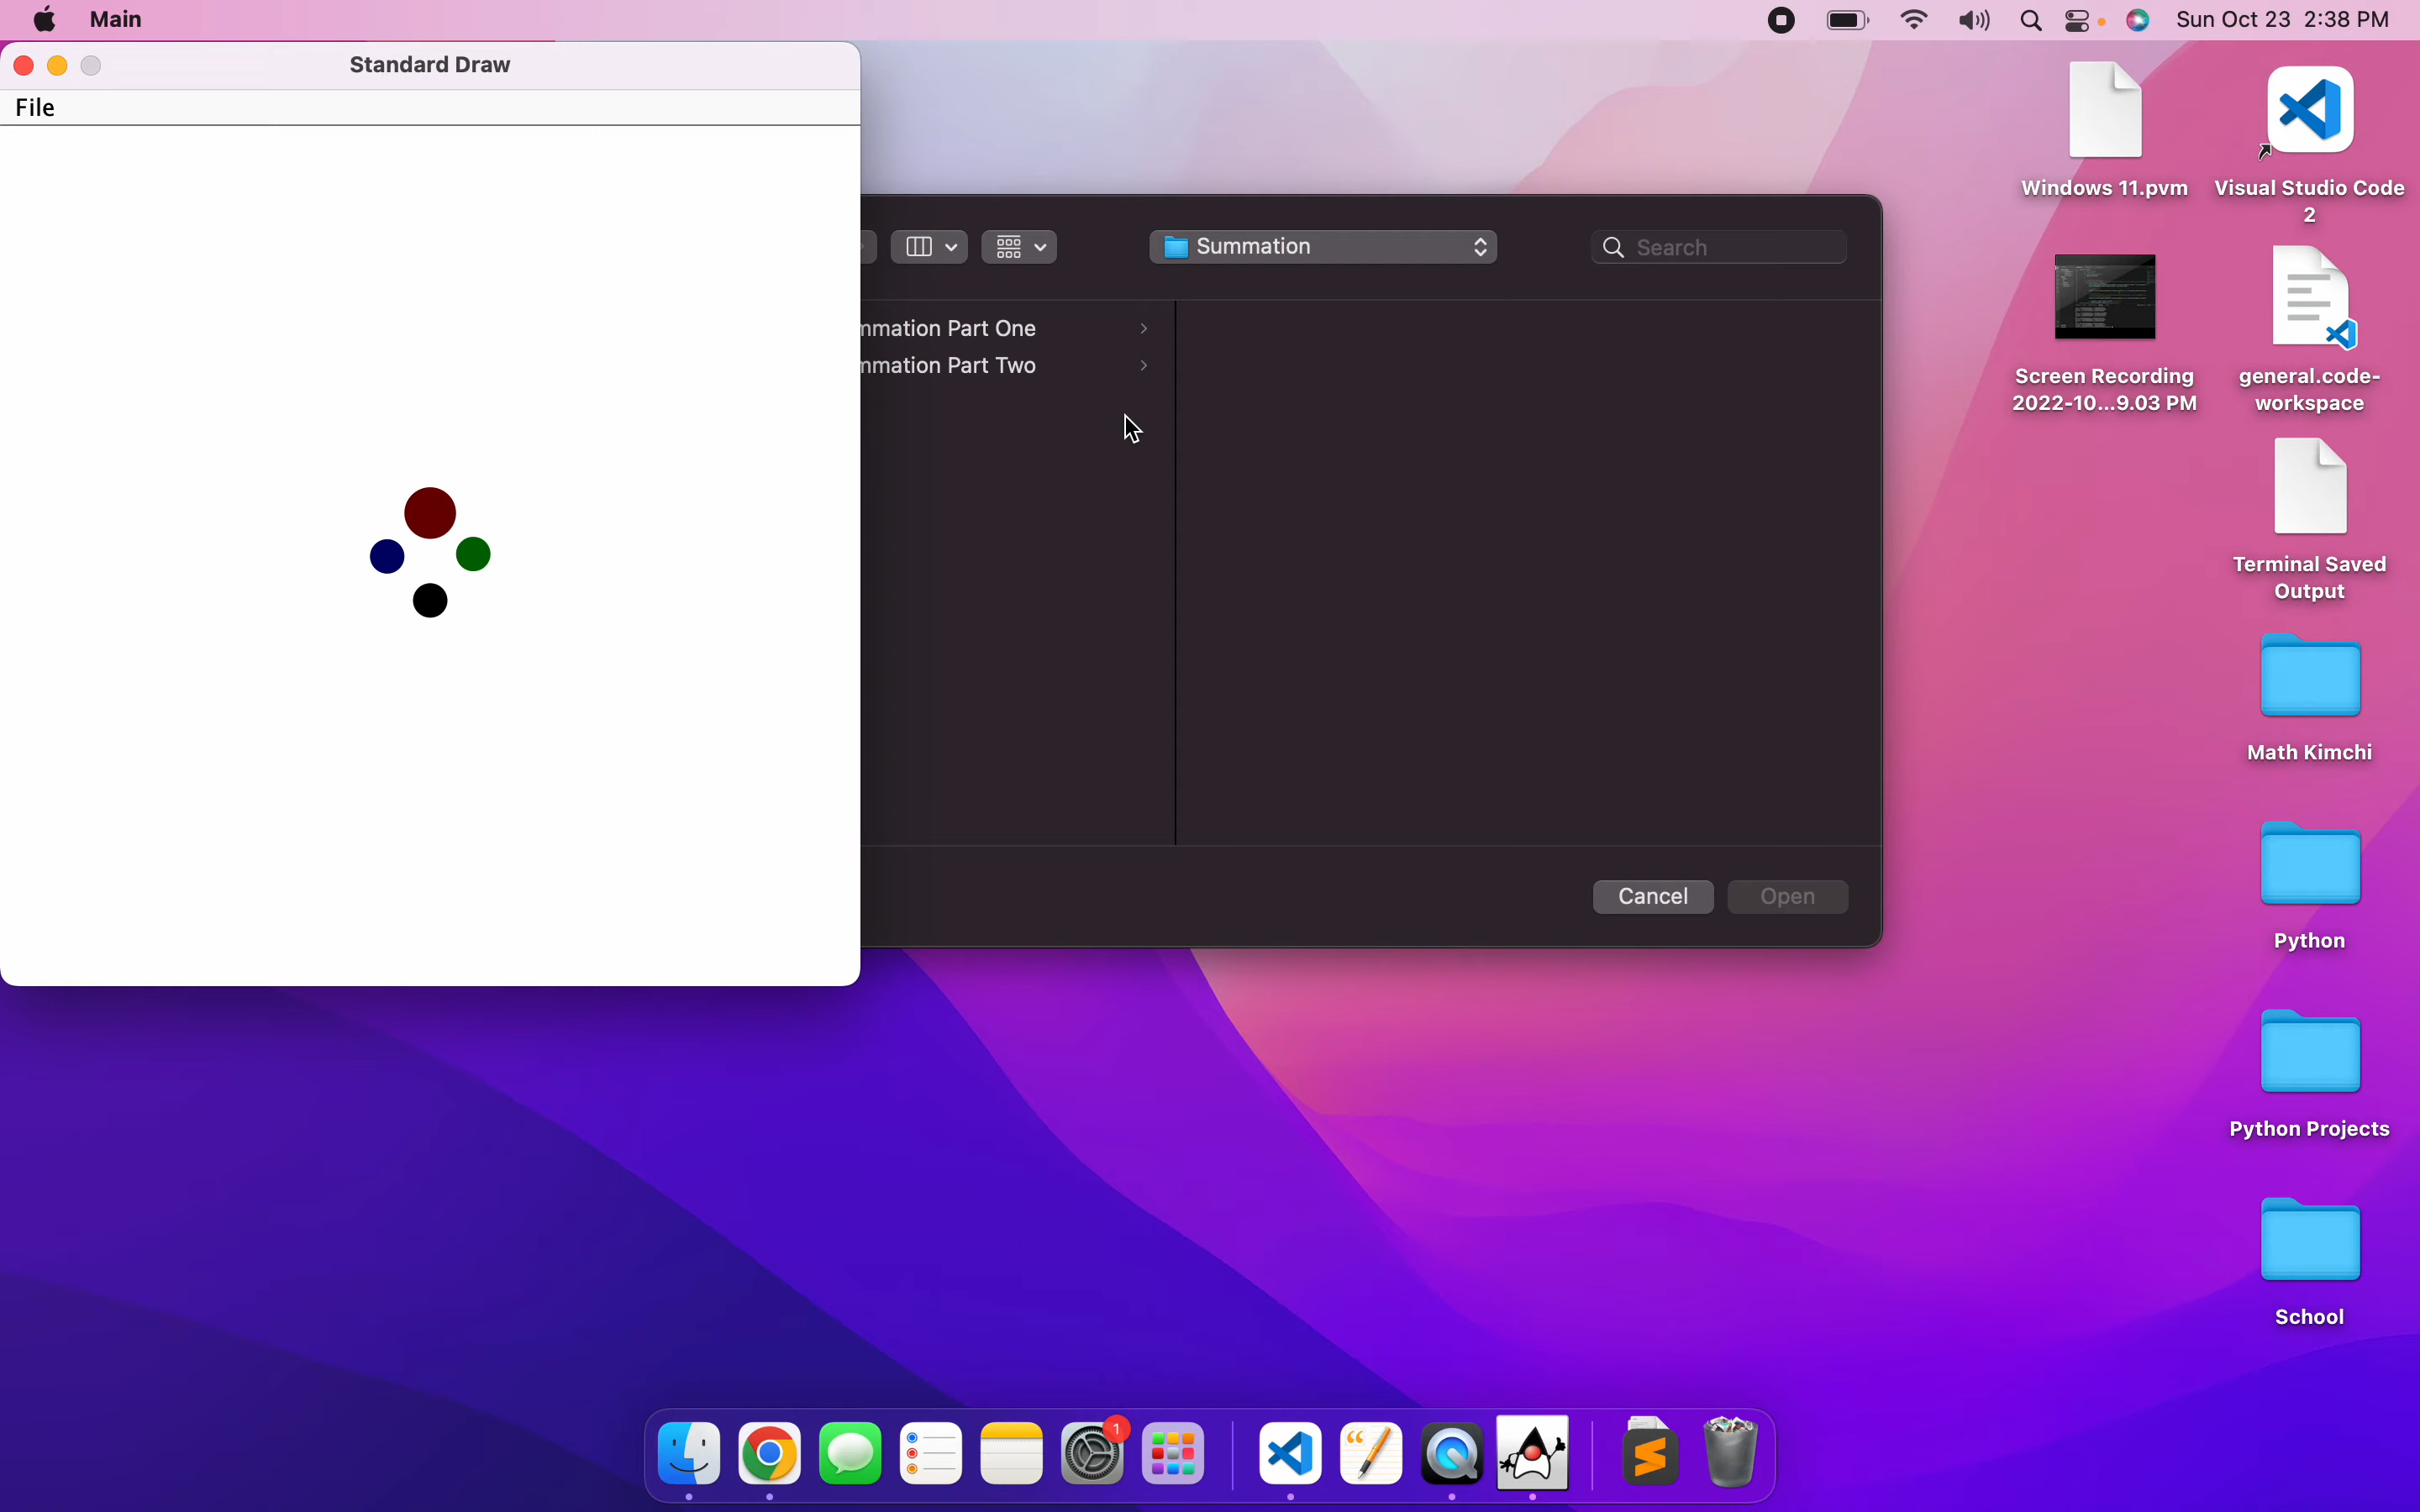 Main
Sun Oct 23 2:38 PM
Standard Draw
File
Summation
Search
mmation Part One
mmation Part Two
Cancel
Open
Windows 11.pvm
Visual Studio Code
2
Screen Recording
2022-10...9.03 PM
general.code-
workspace
Terminal Saved
Output
Math Kimchi
Python
Python Projects
School
1